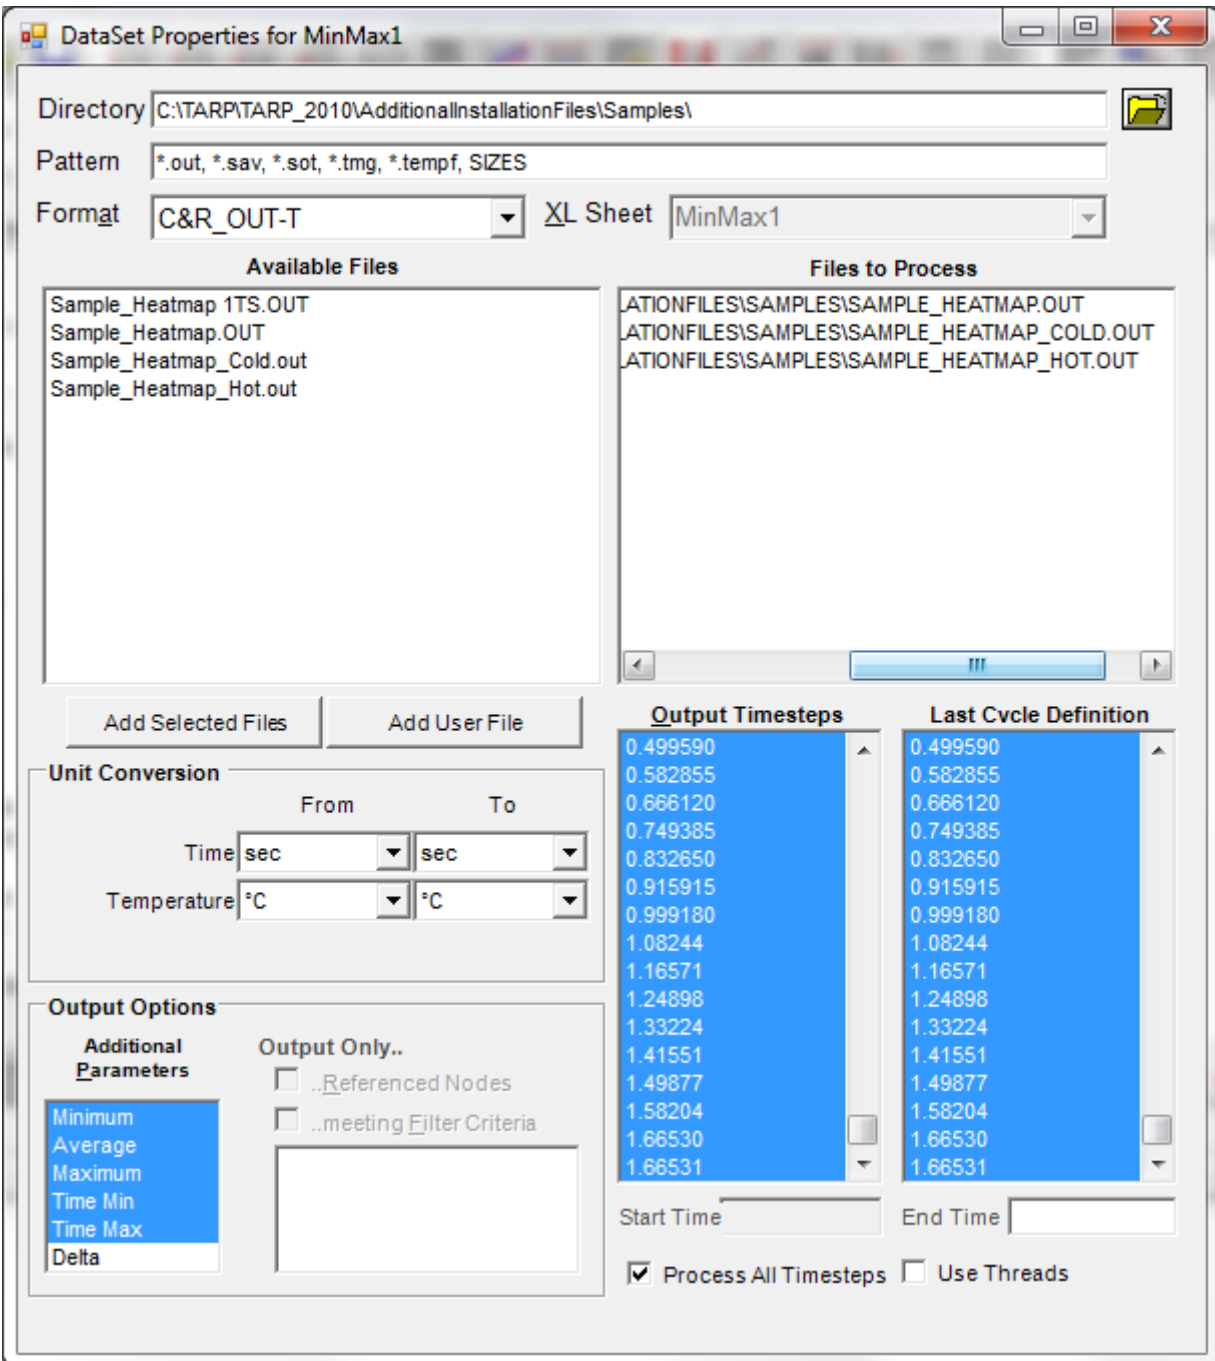 DataSet Properties for MinMax1
Directory C:\TARP\TARP_2010\AdditionalInstallationFiles\Samples\
Pattern *.out, *.sav, *.sot, *.tmg, *.tempf, SIZES
Format C&R_OUT-T XL Sheet MinMax1
Available Files
Sample_Heatmap 1TS.OUT
Sample_Heatmap.OUT
Sample_Heatmap_Cold.out
Sample_Heatmap_Hot.out
Files to Process
ATIONFILES\SAMPLES\SAMPLE_HEATMAP.OUT
ATIONFILES\SAMPLES\SAMPLE_HEATMAP_COLD.OUT
ATIONFILES\SAMPLES\SAMPLE_HEATMAP_HOT.OUT
Add Selected Files Add User File
Unit Conversion
From To
Time sec sec
Temperature °C °C
Output Options
Additional
Parameters
Minimum
Average
Maximum
Time Min
Time Max
Delta
Output Only..
..Referenced Nodes
..meeting Filter Criteria
Output Timesteps
0.499590
0.582855
0.666120
0.749385
0.832650
0.915915
0.999180
1.08244
1.16571
1.24898
1.33224
1.41551
1.49877
1.58204
1.66530
1.66531
Last Cycle Definition
0.499590
0.582855
0.666120
0.749385
0.832650
0.915915
0.999180
1.08244
1.16571
1.24898
1.33224
1.41551
1.49877
1.58204
1.66530
1.66531
Start Time End Time
Process All Timesteps Use Threads